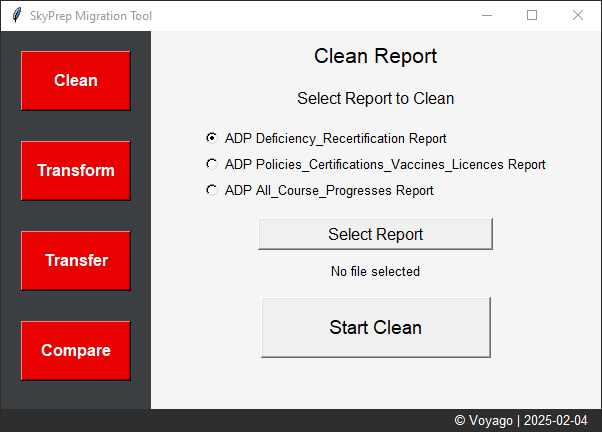 SkyPrep Migration Tool
Clean
Transform
Transfer
Compare
Clean Report
Select Report to Clean
ADP Deficiency_Recertification Report
ADP Policies_Certifications_Vaccines_Licences Report
ADP All_Course_Progresses Report
Select Report
No file selected
Start Clean
© Voyago | 2025-02-04